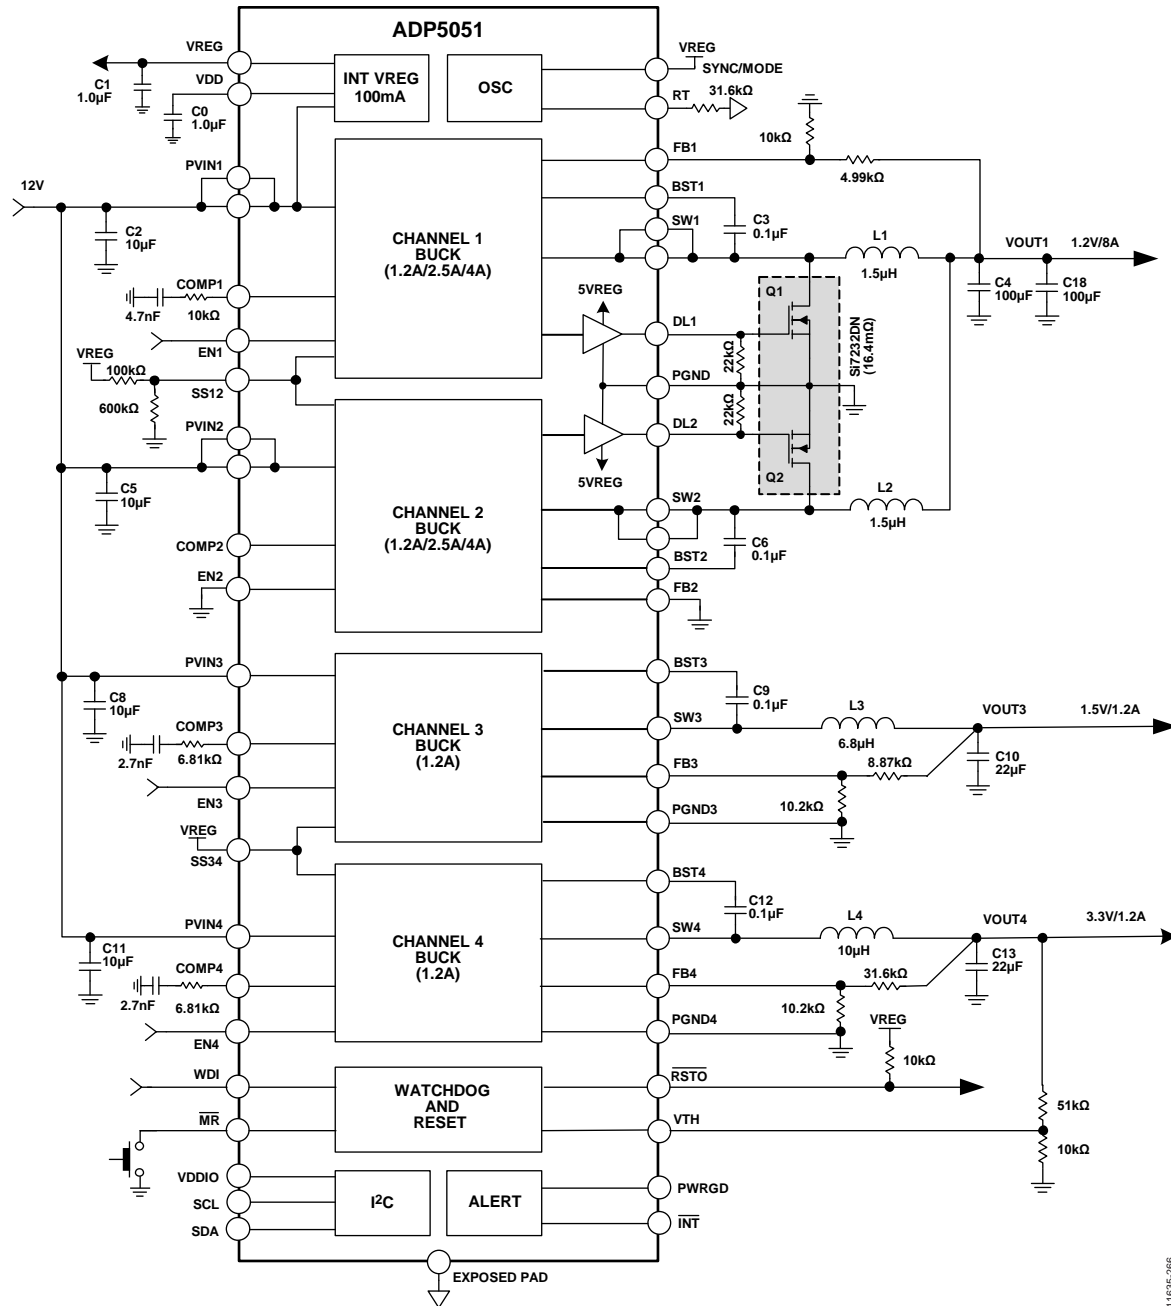 ADP5051
VREG
C1
1.0µF
VDD
C0
1.0µF
INT VREG
100mA
OSC
VREG
SYNC/MODE
RT
31.6kΩ
10kΩ
FB1
4.99kΩ
BST1
C3
0.1µF
SW1
PVIN1
12V
C2
10µF
CHANNEL 1
BUCK
(1.2A/2.5A/4A)
L1
1.5µH
VOUT1
1.2V/8A
C4
100µF
C18
100µF
COMP1
4.7nF
10kΩ
EN1
5VREG
DL1
Q1
22kΩ
Si7232DN
(16.4mΩ)
VREG
100kΩ
SS12
600kΩ
PGND
22kΩ
DL2
5VREG
Q2
PVIN2
C5
10µF
CHANNEL 2
BUCK
(1.2A/2.5A/4A)
SW2
L2
1.5µH
C6
0.1µF
COMP2
BST2
EN2
FB2
PVIN3
C8
10µF
BST3
C9
0.1µF
CHANNEL 3
BUCK
(1.2A)
SW3
L3
6.8µH
VOUT3
1.5V/1.2A
C10
22µF
COMP3
2.7nF
6.81kΩ
FB3
8.87kΩ
10.2kΩ
EN3
PGND3
VREG
SS34
BST4
C12
0.1µF
PVIN4
C11
10µF
CHANNEL 4
BUCK
(1.2A)
SW4
L4
10µH
VOUT4
3.3V/1.2A
C13
22µF
COMP4
2.7nF
6.81kΩ
FB4
31.6kΩ
10.2kΩ
EN4
PGND4
VREG
10kΩ
WDI
WATCHDOG
AND
RESET
RSTO
MR
VTH
51kΩ
10kΩ
VDDIO
SCL
SDA
I²C
ALERT
PWRGD
INT
EXPOSED PAD
11635-266